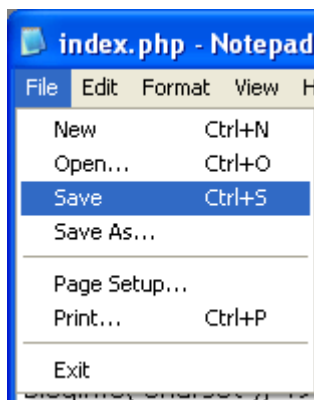 index.php - Notepad
File Edit Format View H
New Ctrl+N
Open... Ctrl+O
Save Ctrl+S
Save As...
Page Setup...
Print... Ctrl+P
Exit